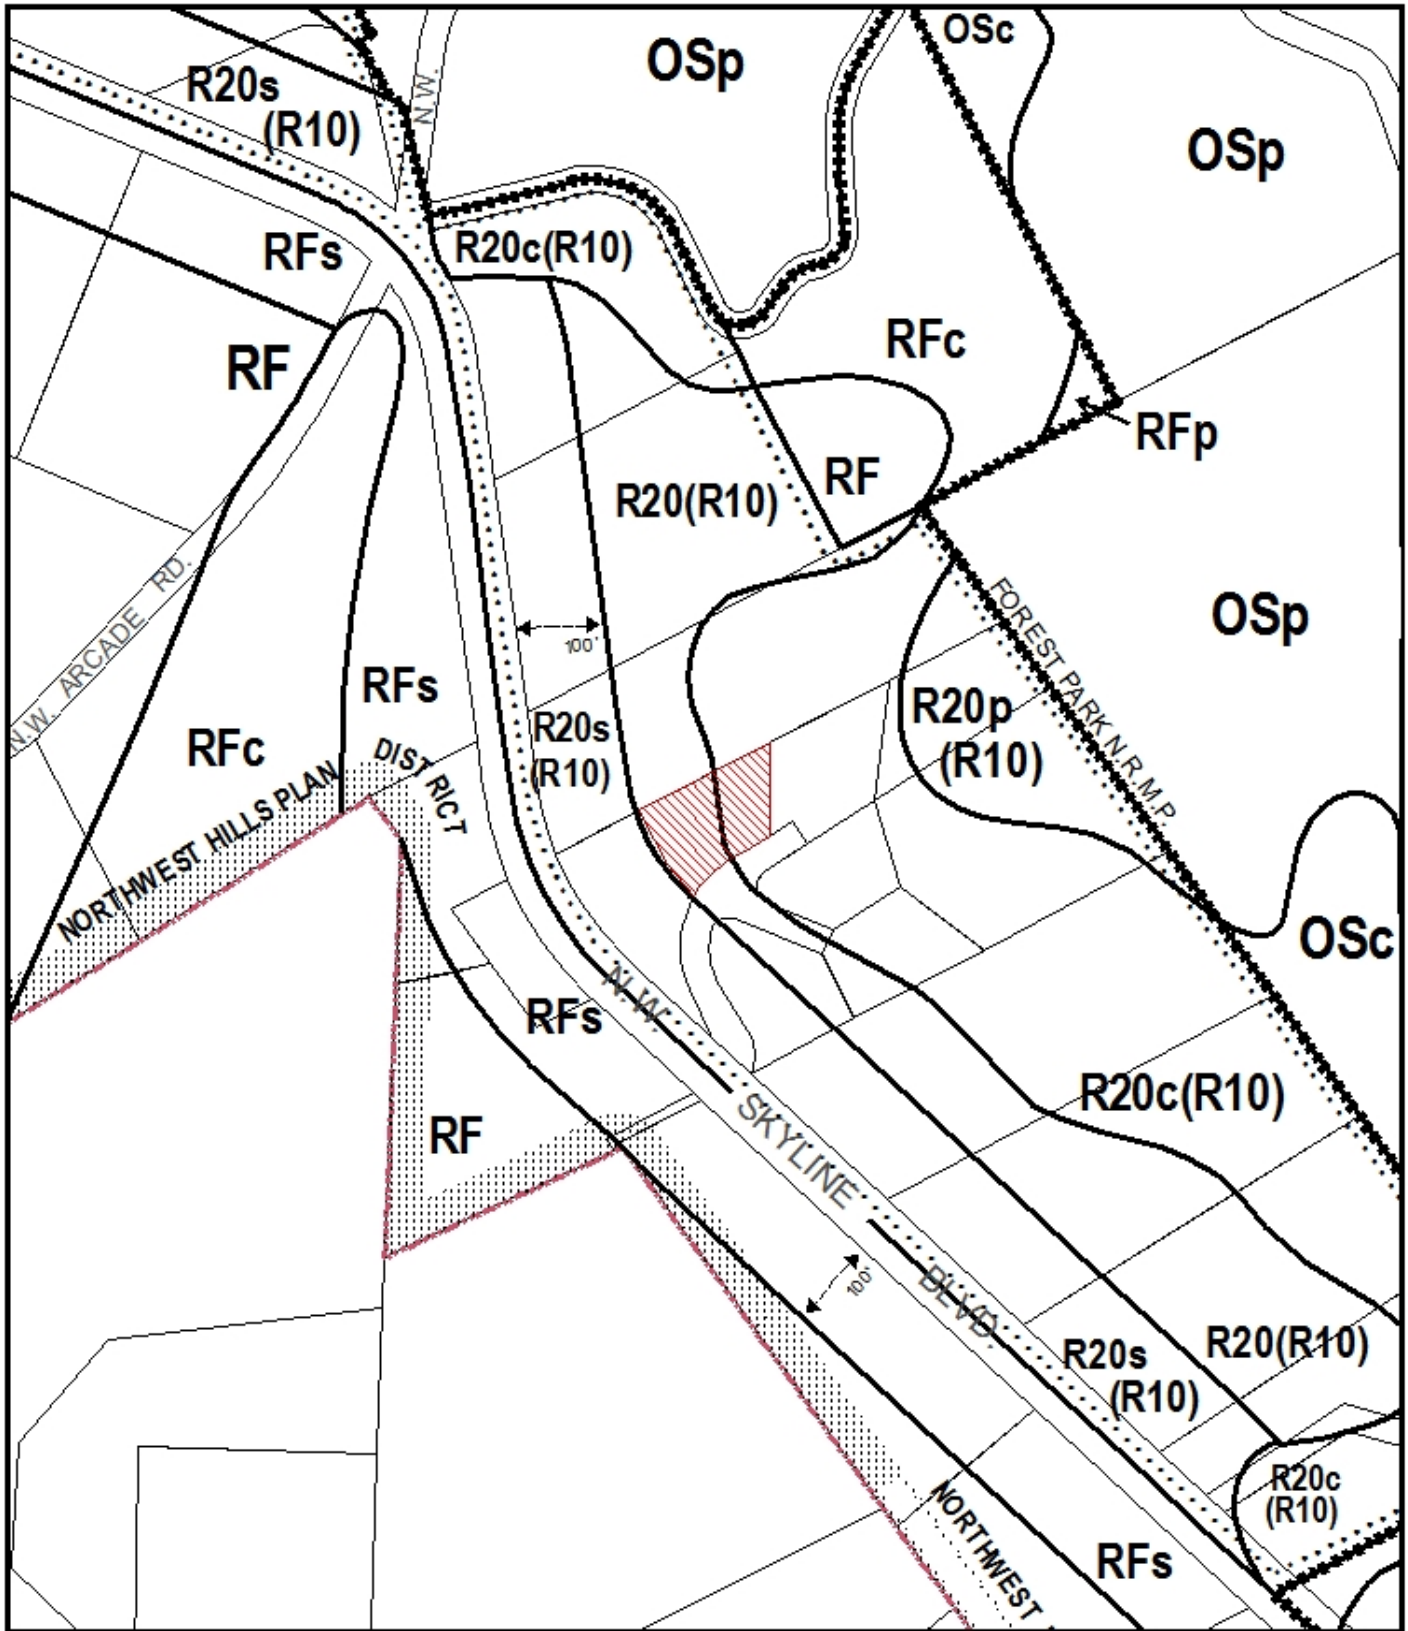 OSc
OSp
R20s
(R10)
N.W.
OSp
R20c(R10)
RFs
RFc
RF
RFp
RF
R20(R10)
FOREST PARK N.R.M.P.
N.W. ARCADE RD.
OSp
100'
RFs
R20p
(R10)
R20s
(R10)
RFc
NORTHWEST HILLS PLAN DISTRICT
OSc
RFs
N.W. SKYLINE BLVD.
R20c(R10)
RF
100'
R20(R10)
R20s
(R10)
R20c
(R10)
NORTHWEST
RFs